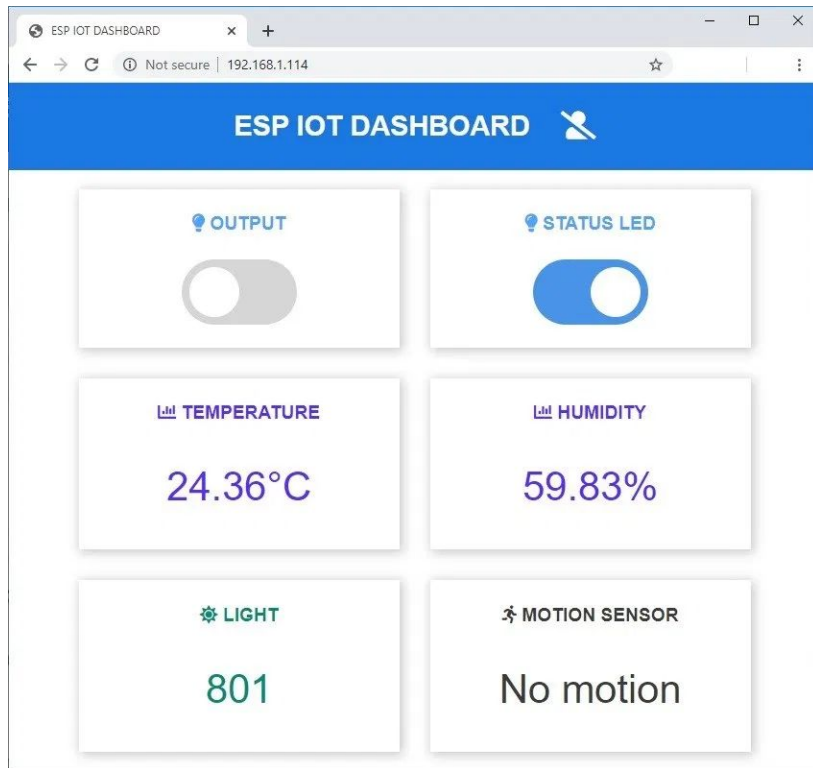 ESP IOT DASHBOARD
Not secure 192.168.1.114
ESP IOT DASHBOARD
OUTPUT
STATUS LED
TEMPERATURE
HUMIDITY
24.36°C
59.83%
LIGHT
MOTION SENSOR
801
No motion